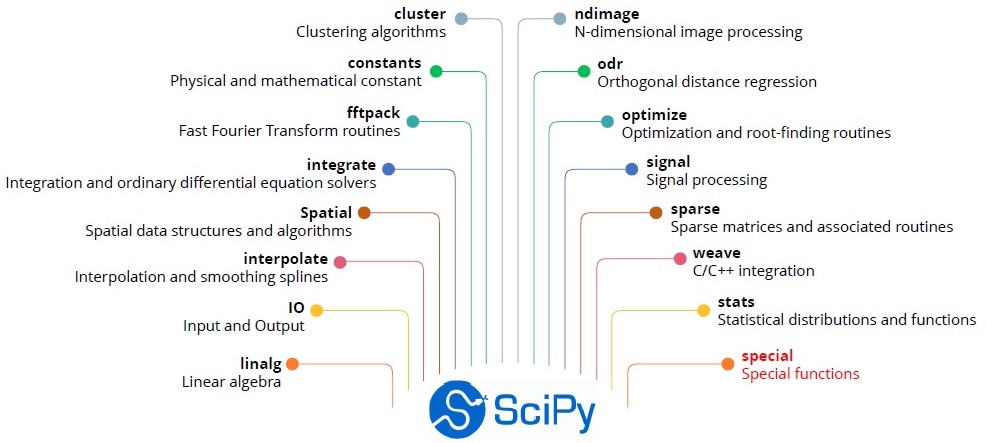 cluster
Clustering algorithms
constants
Physical and mathematical constant
fftpack
Fast Fourier Transform routines
integrate
Integration and ordinary differential equation solvers
Spatial
Spatial data structures and algorithms
interpolate
Interpolation and smoothing splines
IO
Input and Output
linalg
Linear algebra
ndimage
N-dimensional image processing
odr
Orthogonal distance regression
optimize
Optimization and root-finding routines
signal
Signal processing
sparse
Sparse matrices and associated routines
weave
C/C++ integration
stats
Statistical distributions and functions
special
Special functions
SciPy